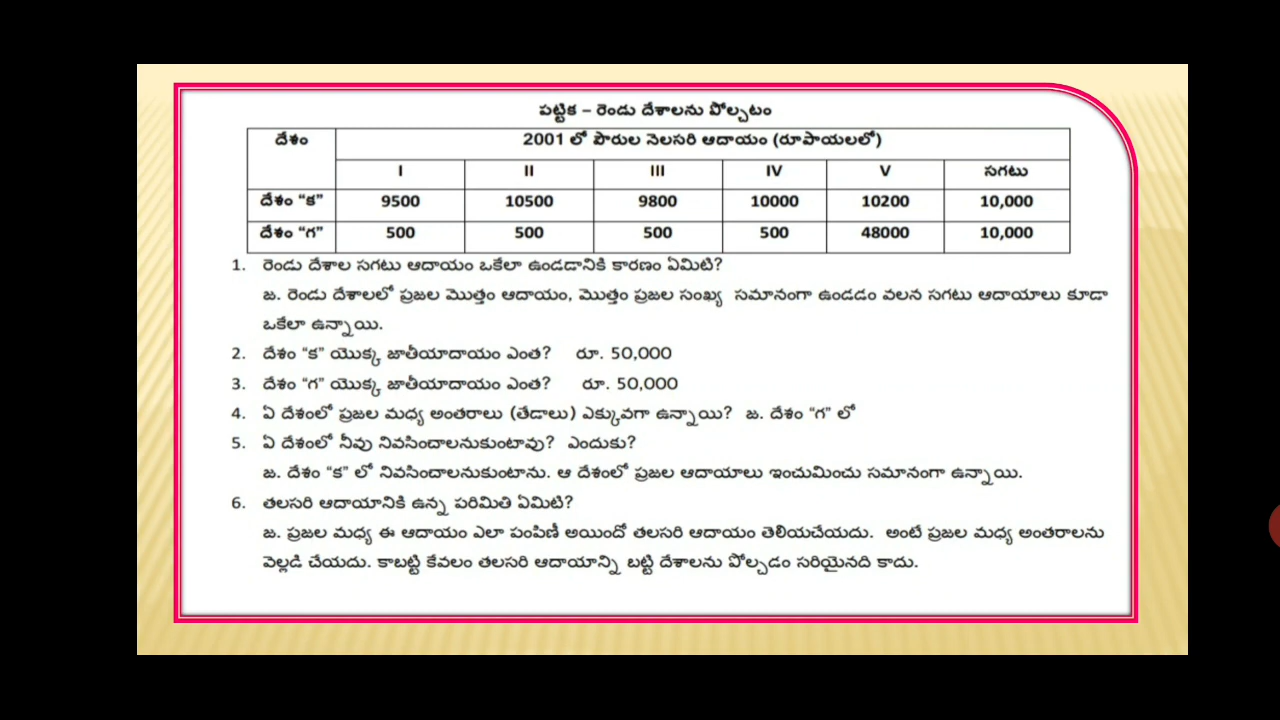 పట్టిక – రెండు దేశాలను పోల్చటం
దేశం 2001 లో పౌరుల నెలసరి ఆదాయం (రూపాయలలో)
I II III IV V సగటు
దేశం “క” 9500 10500 9800 10000 10200 10,000
దేశం “గ” 500 500 500 500 48000 10,000
1. రెండు దేశాల సగటు ఆదాయం ఒకేలా ఉండడానికి కారణం ఏమిటి?
జ. రెండు దేశాలలో ప్రజల మొత్తం ఆదాయం, మొత్తం ప్రజల సంఖ్య సమానంగా ఉండడం వలన సగటు ఆదాయాలు కూడా
ఒకేలా ఉన్నాయి.
2. దేశం “క” యొక్క జాతీయాదాయం ఎంత? రూ. 50,000
3. దేశం “గ” యొక్క జాతీయాదాయం ఎంత? రూ. 50,000
4. ఏ దేశంలో ప్రజల మధ్య అంతరాలు (తేడాలు) ఎక్కువగా ఉన్నాయి? జ. దేశం “గ” లో
5. ఏ దేశంలో నీవు నివసించాలనుకుంటావు? ఎందుకు?
జ. దేశం “క” లో నివసించాలనుకుంటాను. ఆ దేశంలో ప్రజల ఆదాయాలు ఇంచుమించు సమానంగా ఉన్నాయి.
6. తలసరి ఆదాయానికి ఉన్న పరిమితి ఏమిటి?
జ. ప్రజల మధ్య ఈ ఆదాయం ఎలా పంపిణీ అయిందో తలసరి ఆదాయం తెలియచేయదు. అంటే ప్రజల మధ్య అంతరాలను
వెల్లడి చేయదు. కాబట్టి కేవలం తలసరి ఆదాయాన్ని బట్టి దేశాలను పోల్చడం సరియైనది కాదు.